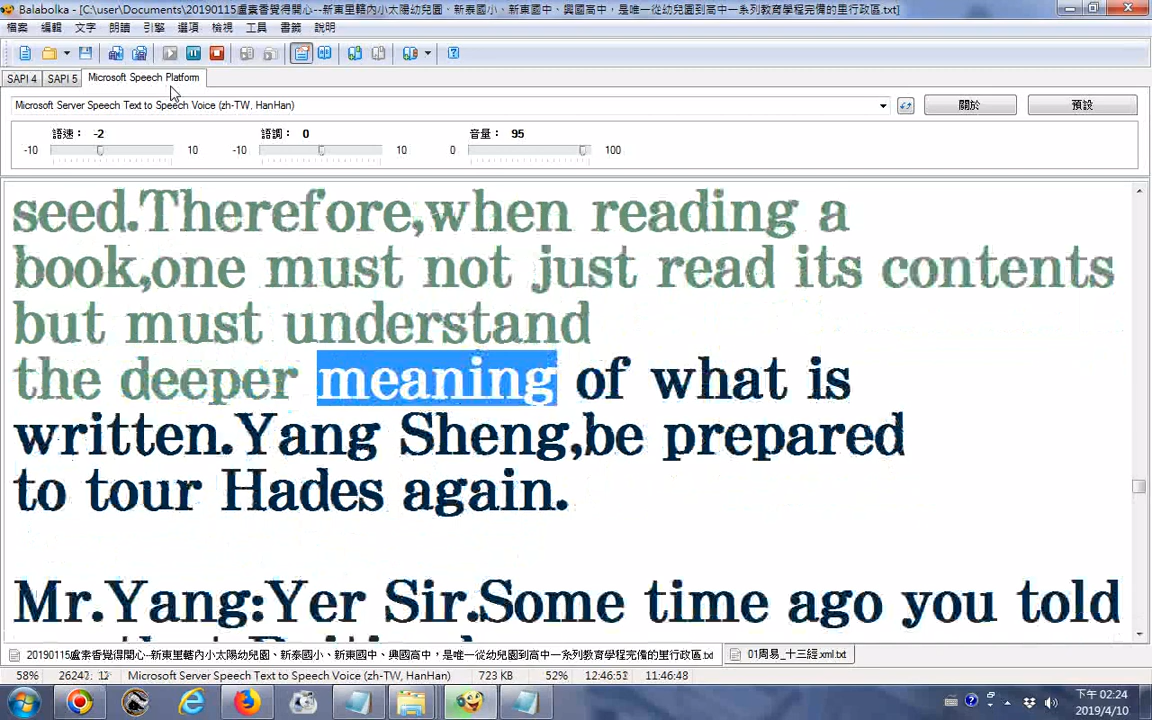 Balabolka - [C:\user\Documents\20190115盧素香覺得開心--新東里轄內小太陽幼兒園、新泰國小、新東國中、興國高中，是唯一從幼兒園到高中一系列教育學程完備的里行政區.txt]
檔案 編輯 文字 朗讀 引擎 選項 檢視 工具 書籤 說明
SAPI 4 SAPI 5 Microsoft Speech Platform
Microsoft Server Speech Text to Speech Voice (zh-TW, HanHan) 關於 預設
語速： -2 語調： 0 音量： 95
-10 10 -10 10 0 100
seed.Therefore,when reading a
book,one must not just read its contents
but must understand
the deeper meaning of what is
written.Yang Sheng,be prepared
to tour Hades again.
Mr.Yang:Yer Sir.Some time ago you told
20190115盧素香覺得開心--新東里轄內小太陽幼兒園、新泰國小、新東國中、興國高中，是唯一從幼兒園到高中一系列教育學程完備的里行政區.txt 01周易_十三經.xml.txt
58% Microsoft Server Speech Text to Speech Voice (zh-TW, HanHan) 723 KB 52% 12:46:51 11:46:48
下午 02:24
2019/4/10